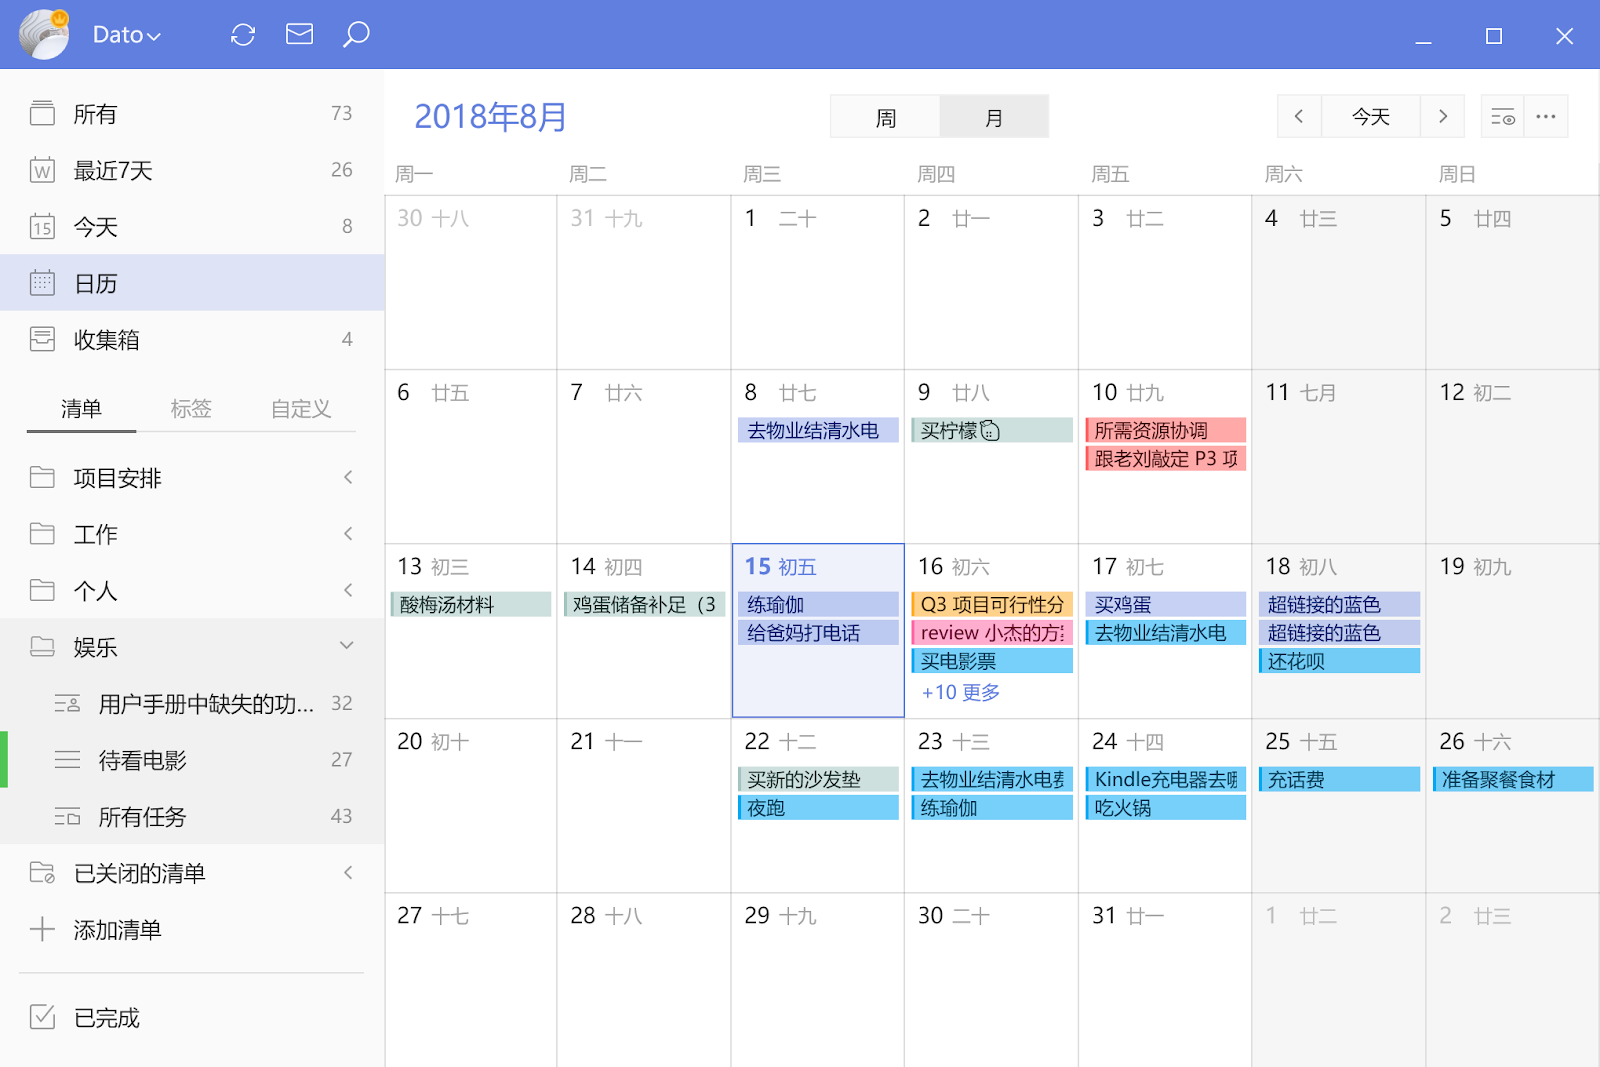 Dato
所有 73
W 最近7天 26
15 今天 8
日历
收集箱 4
清单 标签 自定义
项目安排
工作
个人
娱乐
用户手册中缺失的功... 32
待看电影 27
所有任务 43
已关闭的清单
添加清单
已完成
2018年8月 周 月 今天
周一 周二 周三 周四 周五 周六 周日
30 十八 31 十九 1 二十 2 廿一 3 廿二 4 廿三 5 廿四
6 廿五 7 廿六 8 廿七 9 廿八 10 廿九 11 七月 12 初二
去物业结清水电 买柠檬 所需资源协调
跟老刘敲定 P3 项
13 初三 14 初四 15 初五 16 初六 17 初七 18 初八 19 初九
酸梅汤材料 鸡蛋储备补足（3 练瑜伽 Q3 项目可行性分 买鸡蛋 超链接的蓝色
给爸妈打电话 review 小杰的方 去物业结清水电 超链接的蓝色
买电影票 还花呗
+10 更多
20 初十 21 十一 22 十二 23 十三 24 十四 25 十五 26 十六
买新的沙发垫 去物业结清水电费 Kindle充电器去哪 充话费 准备聚餐食材
夜跑 练瑜伽 吃火锅
27 十七 28 十八 29 十九 30 二十 31 廿一 1 廿二 2 廿三